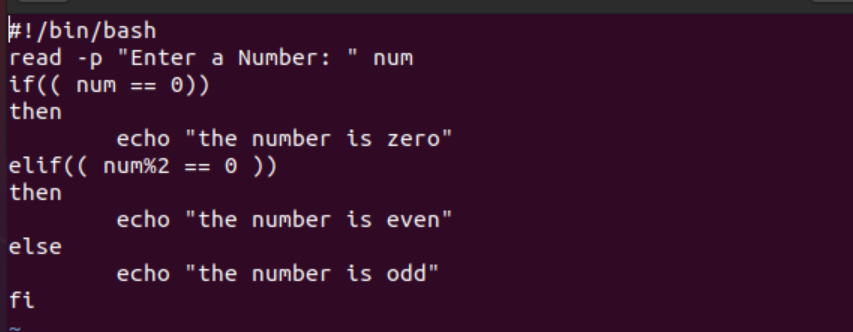 #!/bin/bash
read -p "Enter a Number: " num
if(( num == 0))
then
        echo "the number is zero"
elif(( num%2 == 0 ))
then
        echo "the number is even"
else
        echo "the number is odd"
fi
~